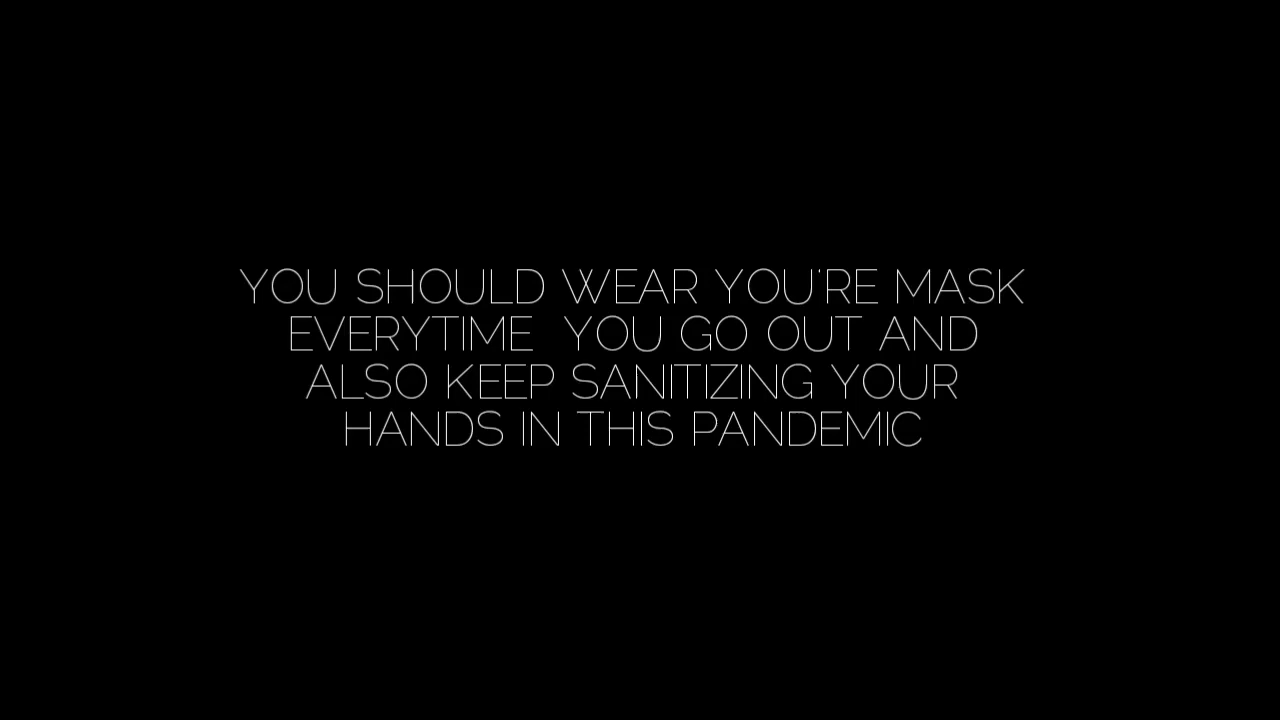 YOU SHOULD WEAR YOU'RE MASK
EVERYTIME  YOU GO OUT AND
ALSO KEEP SANITIZING YOUR
HANDS IN THIS PANDEMIC